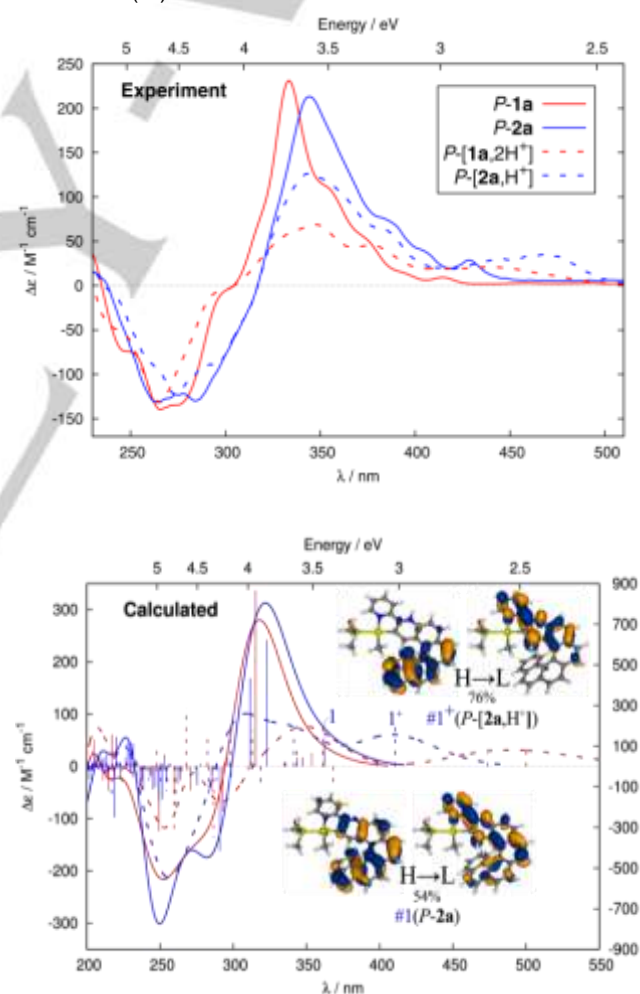 Energy / eV
5 4.5 4 3.5 3 2.5
Experiment
P-1a
P-2a
P-[1a,2H⁺]
P-[2a,H⁺]
250
200
150
100
50
0
-50
-100
-150
Δε / M⁻¹ cm⁻¹
250 300 350 400 450 500
λ / nm
Energy / eV
5 4.5 4 3.5 3 2.5
Calculated
300
200
100
0
-100
-200
-300
Δε / M⁻¹ cm⁻¹
900
700
500
300
100
-100
-300
-500
-700
-900
H→L
76%
#1⁺(P-[2a,H⁺])
1 1⁺
H→L
54%
#1(P-2a)
200 250 300 350 400 450 500 550
λ / nm